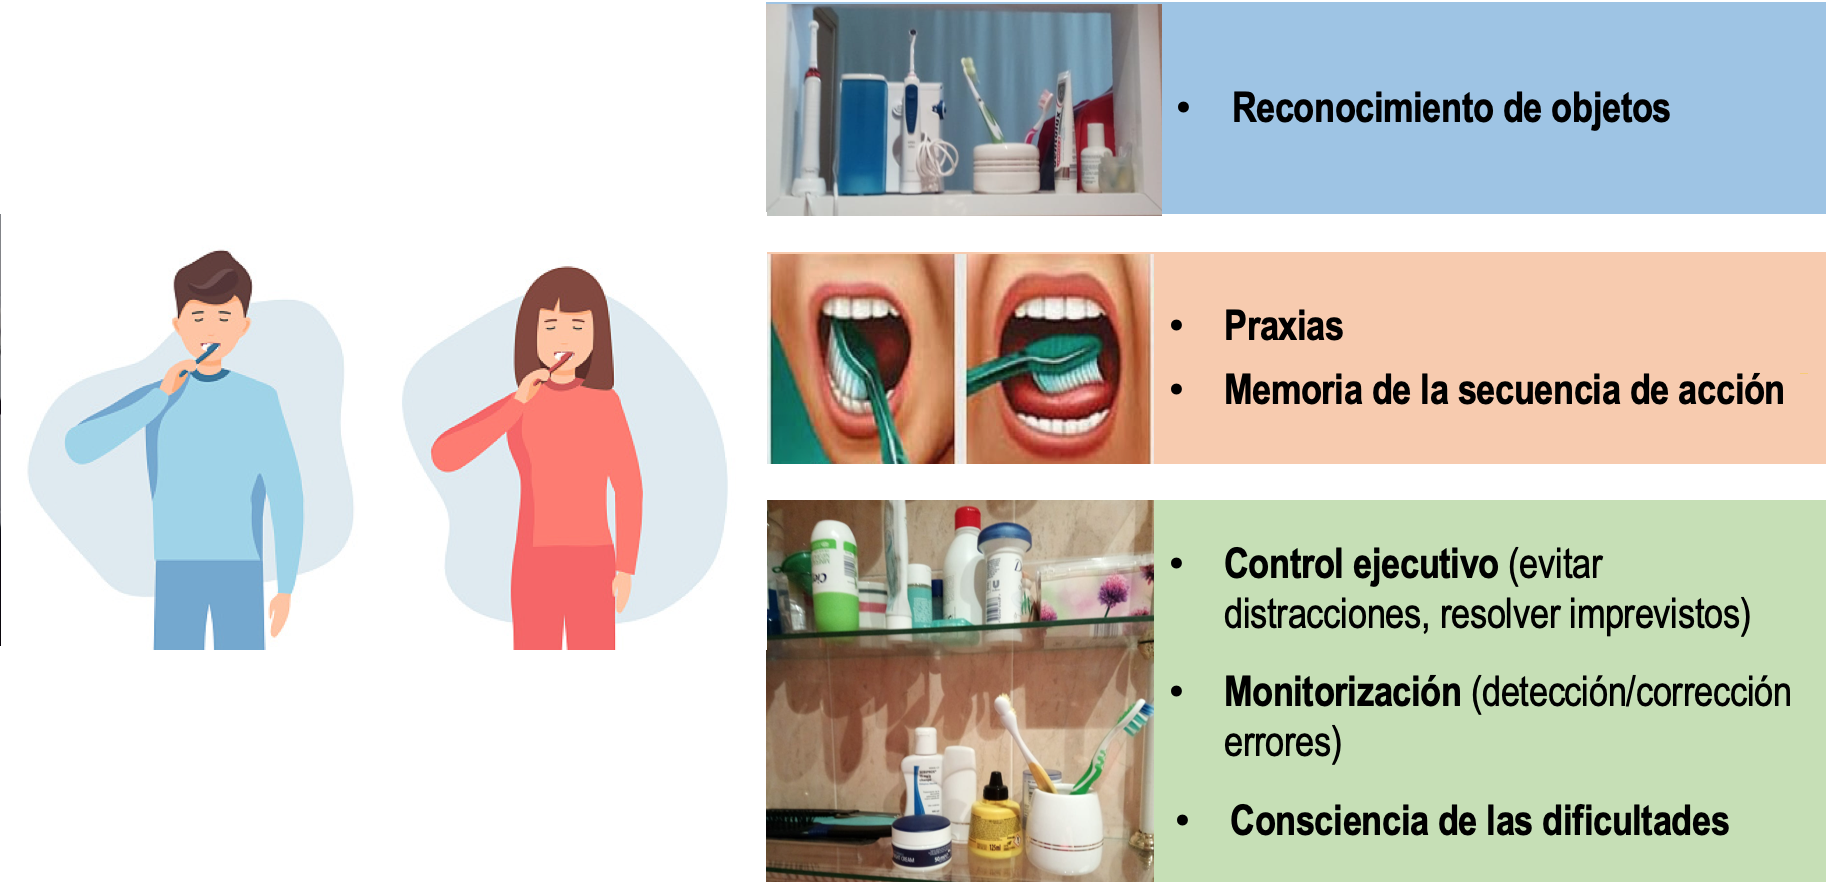 • Reconocimiento de objetos
• Praxias
• Memoria de la secuencia de acción
• Control ejecutivo (evitar
distracciones, resolver imprevistos)
• Monitorización (detección/corrección
errores)
• Consciencia de las dificultades
125ml